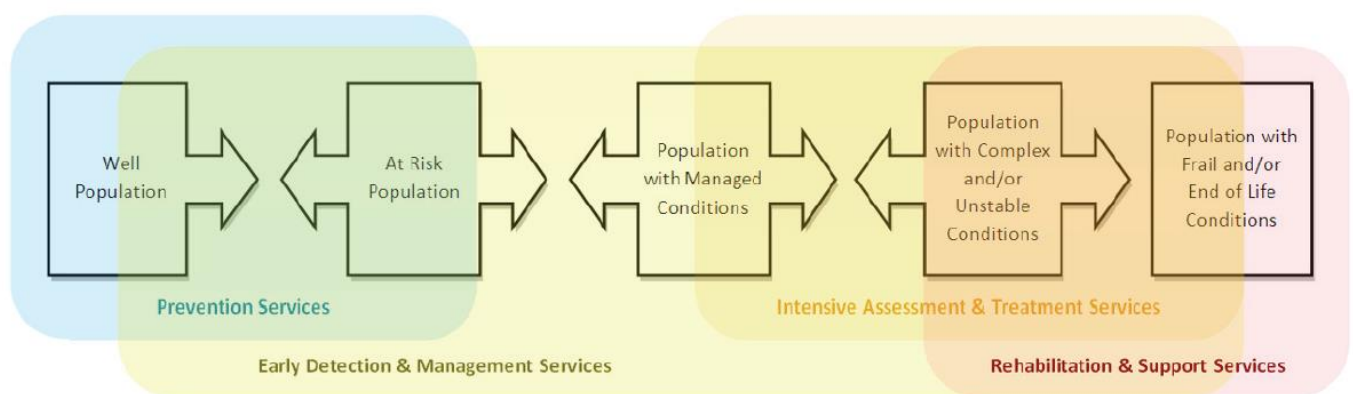 Well
Population
At Risk
Population
Population
with Managed
Conditions
Population
with Complex
and/or
Unstable
Conditions
Population with
Frail and/or
End of Life
Conditions
Prevention Services
Intensive Assessment & Treatment Services
Early Detection & Management Services
Rehabilitation & Support Services